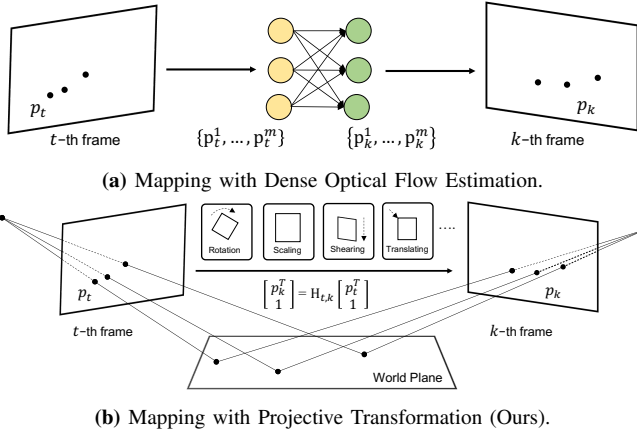 p_t
t-th frame
{p_t^1, ..., p_t^m}
{p_k^1, ..., p_k^m}
p_k
k-th frame
(a) Mapping with Dense Optical Flow Estimation.
Rotation
Scaling
Shearing
Translating
....
p_t
t-th frame
[p_k^T 1] = H_{t,k} [p_t^T 1]
p_k
k-th frame
World Plane
(b) Mapping with Projective Transformation (Ours).